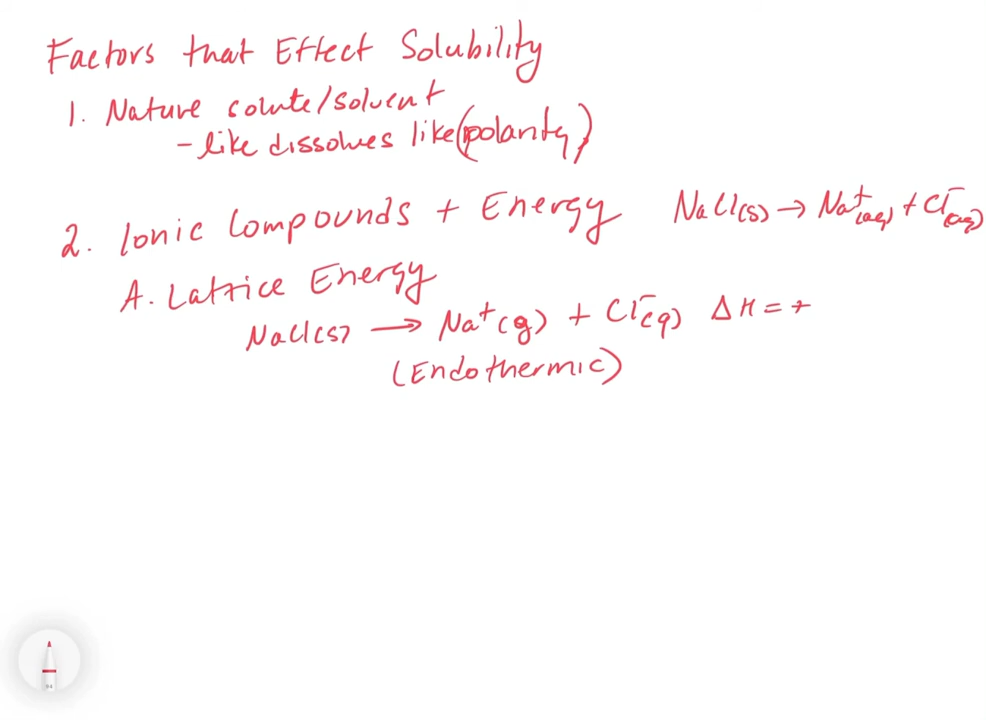 Factors that Effect Solubility
1. Nature solute/solvent
- like dissolves like (polarity)
2. Ionic Compounds + Energy NaCl(s) → Na⁺(aq) + Cl⁻(aq)
A. Lattice Energy
NaCl(s) → Na⁺(g) + Cl⁻(g) ΔH = +
(Endothermic)